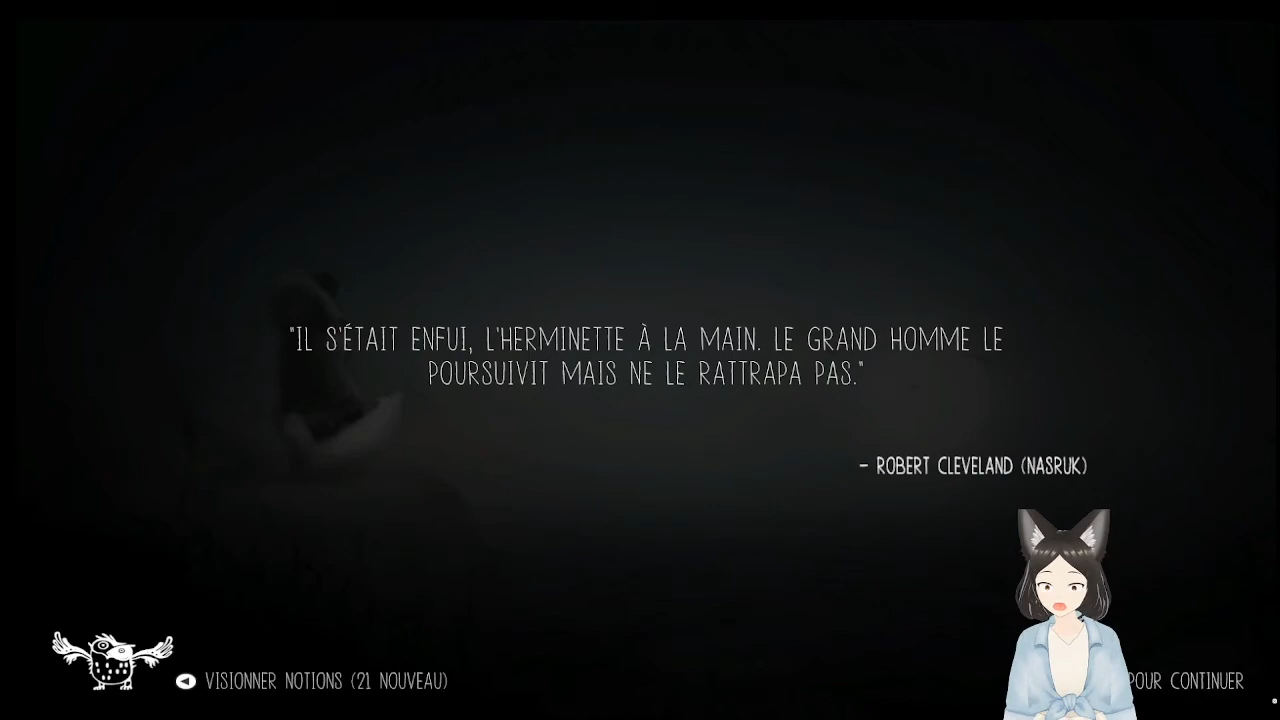 "IL S'ÉTAIT ENFUI, L'HERMINETTE À LA MAIN. LE GRAND HOMME LE
POURSUIVIT MAIS NE LE RATTRAPA PAS."
– ROBERT CLEVELAND (NASRUK)
VISIONNER NOTIONS (21 NOUVEAU)
POUR CONTINUER